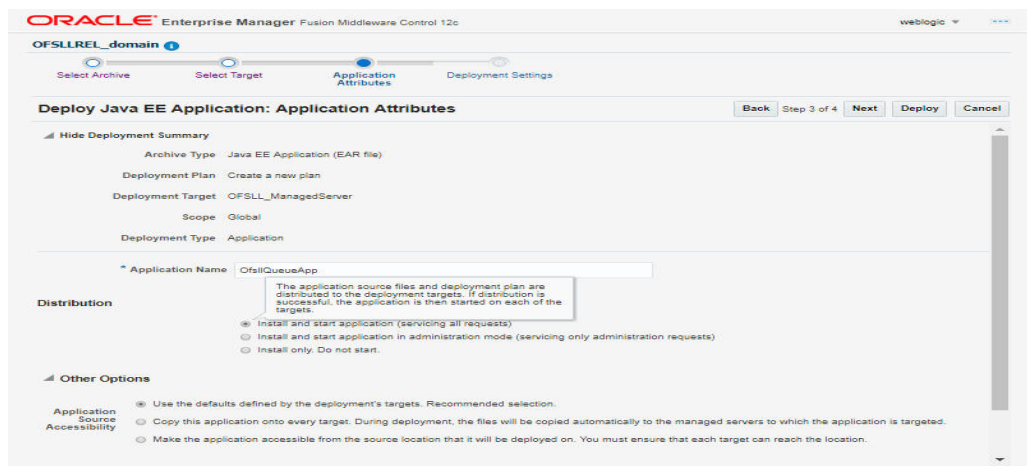 ORACLE® Enterprise Manager Fusion Middleware Control 12c
weblogic
OFSLLREL_domain
Select Archive
Select Target
Application Attributes
Deployment Settings
Deploy Java EE Application: Application Attributes
Back Step 3 of 4 Next Deploy Cancel
Hide Deployment Summary
Archive Type Java EE Application (EAR file)
Deployment Plan Create a new plan
Deployment Target OFSLL_ManagedServer
Scope Global
Deployment Type Application
* Application Name OfsllQueueApp
The application source files and deployment plan are
distributed to the deployment targets. If distribution is
successful, the application is then started on each of the
targets.
Distribution
Install and start application (servicing all requests)
Install and start application in administration mode (servicing only administration requests)
Install only. Do not start.
Other Options
Application
Source
Accessibility
Use the defaults defined by the deployment's targets. Recommended selection.
Copy this application onto every target. During deployment, the files will be copied automatically to the managed servers to which the application is targeted.
Make the application accessible from the source location that it will be deployed on. You must ensure that each target can reach the location.